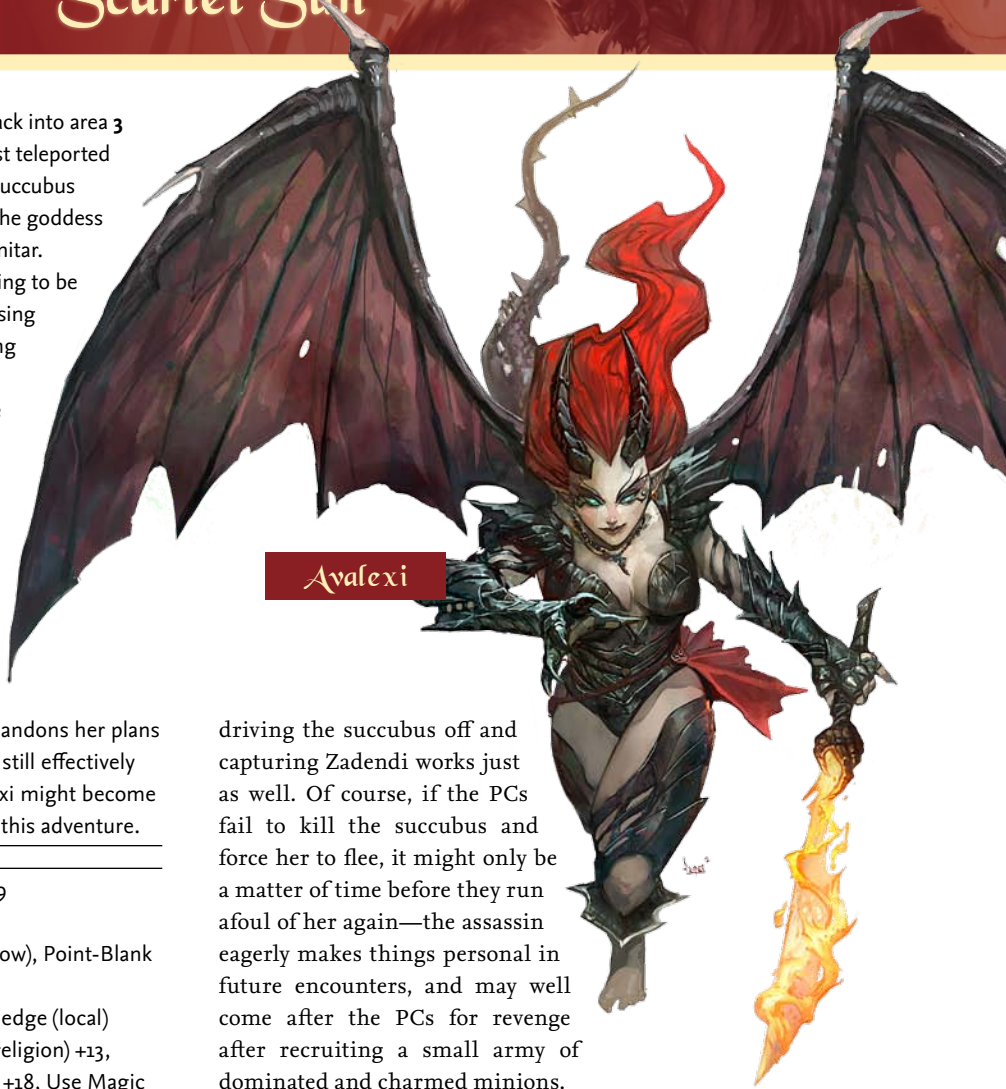 Scarlet Sun
ack into area 3
st teleported
uccubus
he goddess
nitar.
ing to be
sing
ng
Avalexi
andons her plans
still effectively
xi might become
this adventure.
9
ow), Point-Blank
edge (local)
religion) +13,
+18, Use Magic
driving the succubus off and
capturing Zadendi works just
as well. Of course, if the PCs
fail to kill the succubus and
force her to flee, it might only be
a matter of time before they run
afoul of her again—the assassin
eagerly makes things personal in
future encounters, and may well
come after the PCs for revenge
after recruiting a small army of
dominated and charmed minions.